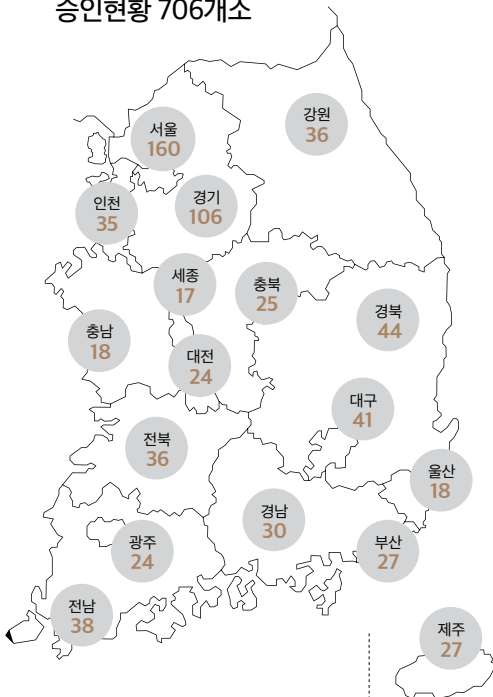 승인현황 706개소
강원
36
서울
160
경기
106
인천
35
세종
17
충북
25
경북
44
충남
18
대전
24
대구
41
전북
36
울산
18
경남
30
광주
24
부산
27
전남
38
제주
27